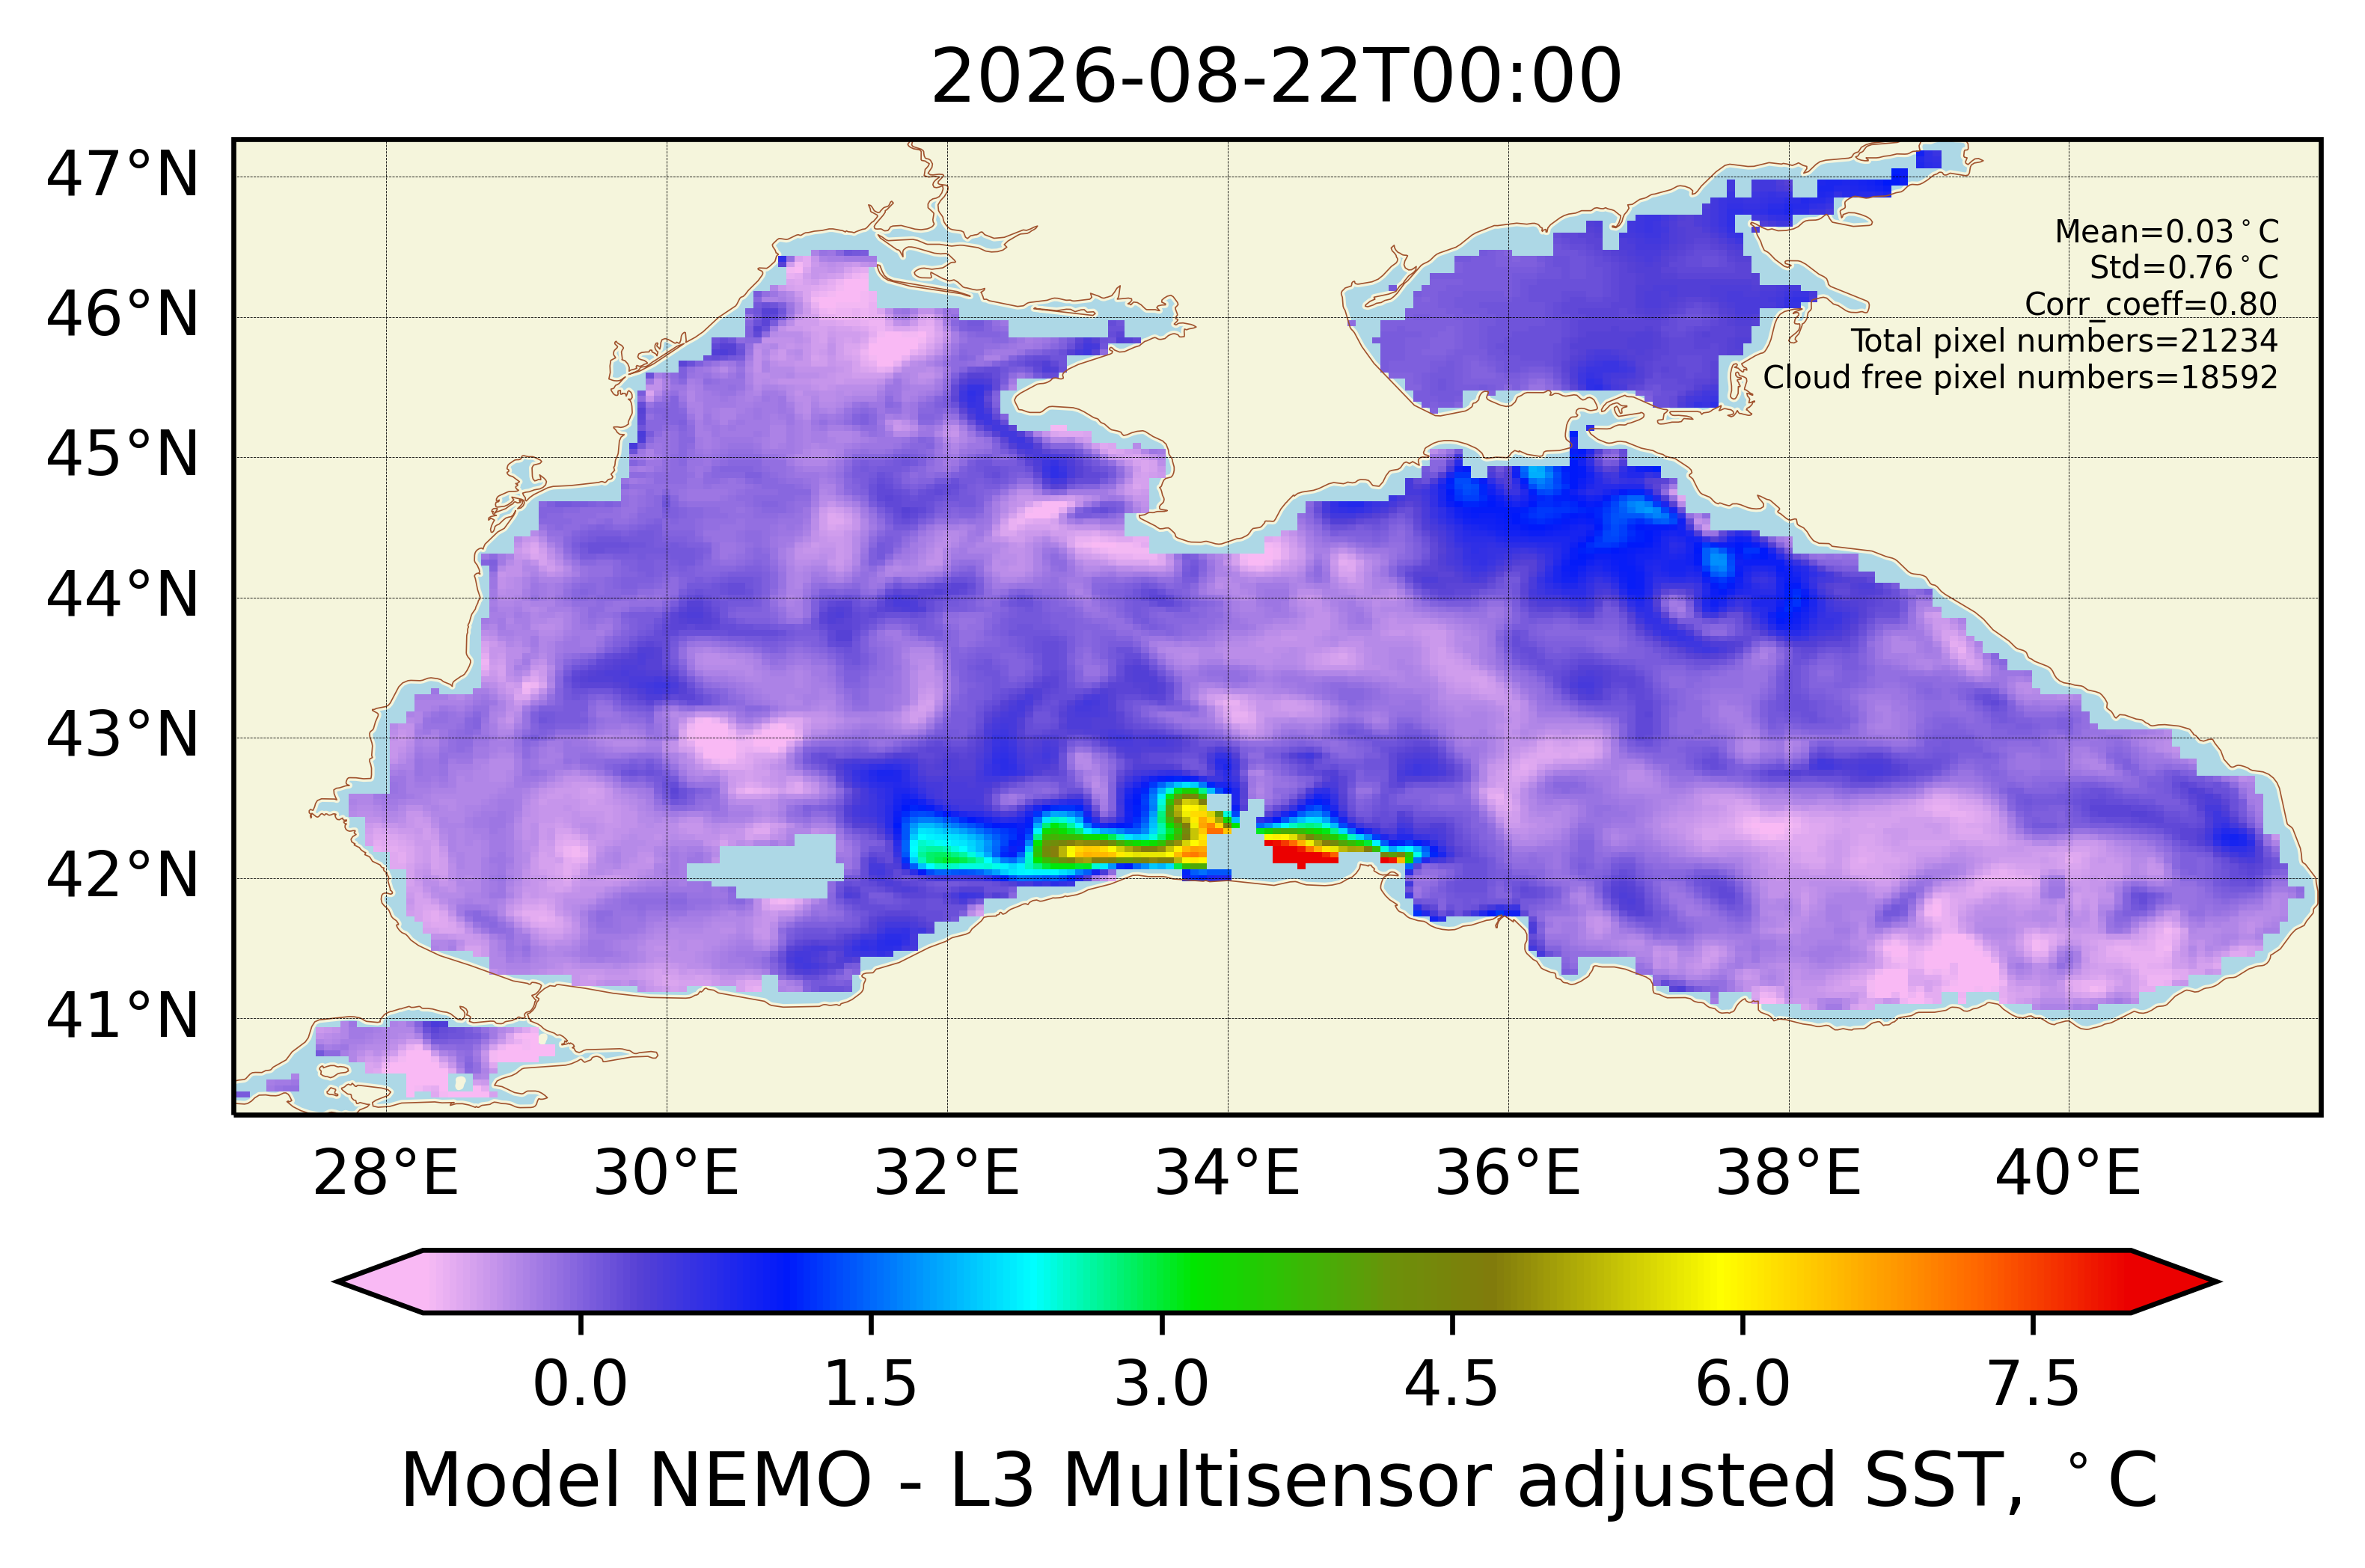 2026-08-22T00:00
47°N
46°N
45°N
44°N
43°N
42°N
41°N
Mean=0.03°C
Std=0.76°C
Corr_coeff=0.80
Total pixel numbers=21234
Cloud free pixel numbers=18592
28°E 30°E 32°E 34°E 36°E 38°E 40°E
0.0 1.5 3.0 4.5 6.0 7.5
Model NEMO - L3 Multisensor adjusted SST, °C